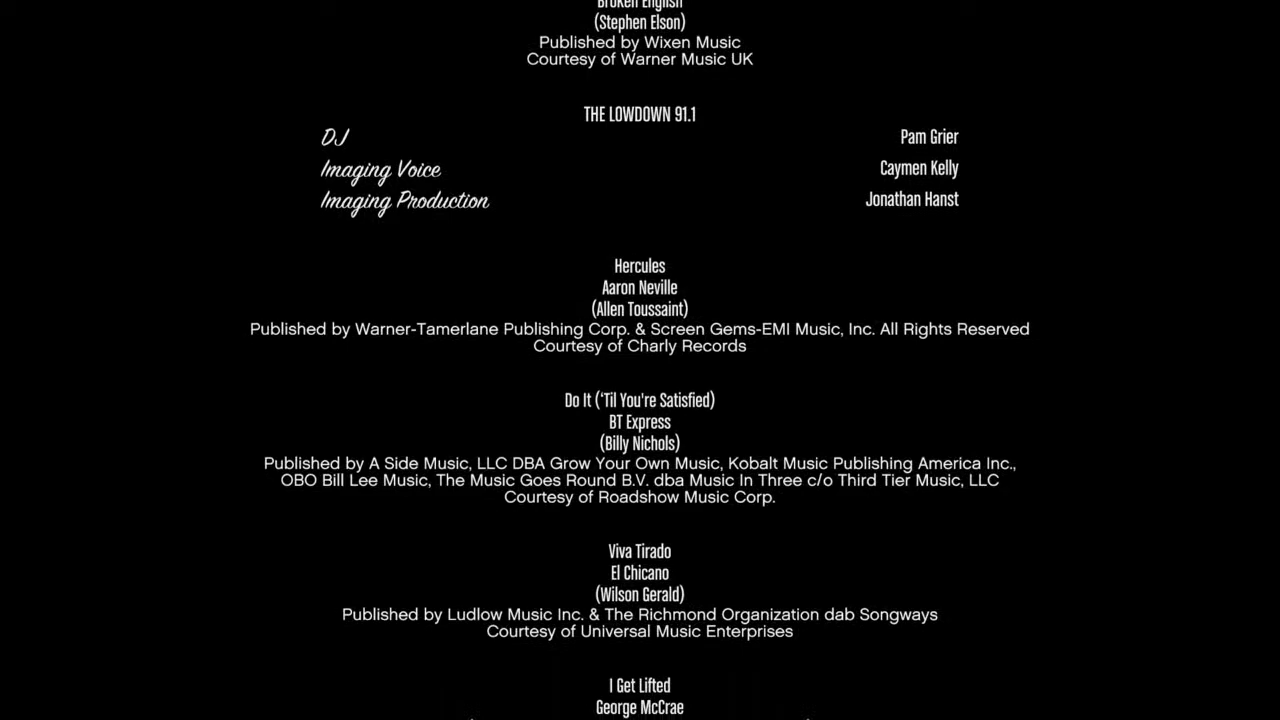 Broken English
(Stephen Elson)
Published by Wixen Music
Courtesy of Warner Music UK
THE LOWDOWN 91.1
DJ Pam Grier
Imaging Voice Caymen Kelly
Imaging Production Jonathan Hanst
Hercules
Aaron Neville
(Allen Toussaint)
Published by Warner-Tamerlane Publishing Corp. & Screen Gems-EMI Music, Inc. All Rights Reserved
Courtesy of Charly Records
Do It (‘Til You're Satisfied)
BT Express
(Billy Nichols)
Published by A Side Music, LLC DBA Grow Your Own Music, Kobalt Music Publishing America Inc.,
OBO Bill Lee Music, The Music Goes Round B.V. dba Music In Three c/o Third Tier Music, LLC
Courtesy of Roadshow Music Corp.
Viva Tirado
El Chicano
(Wilson Gerald)
Published by Ludlow Music Inc. & The Richmond Organization dab Songways
Courtesy of Universal Music Enterprises
I Get Lifted
George McCrae